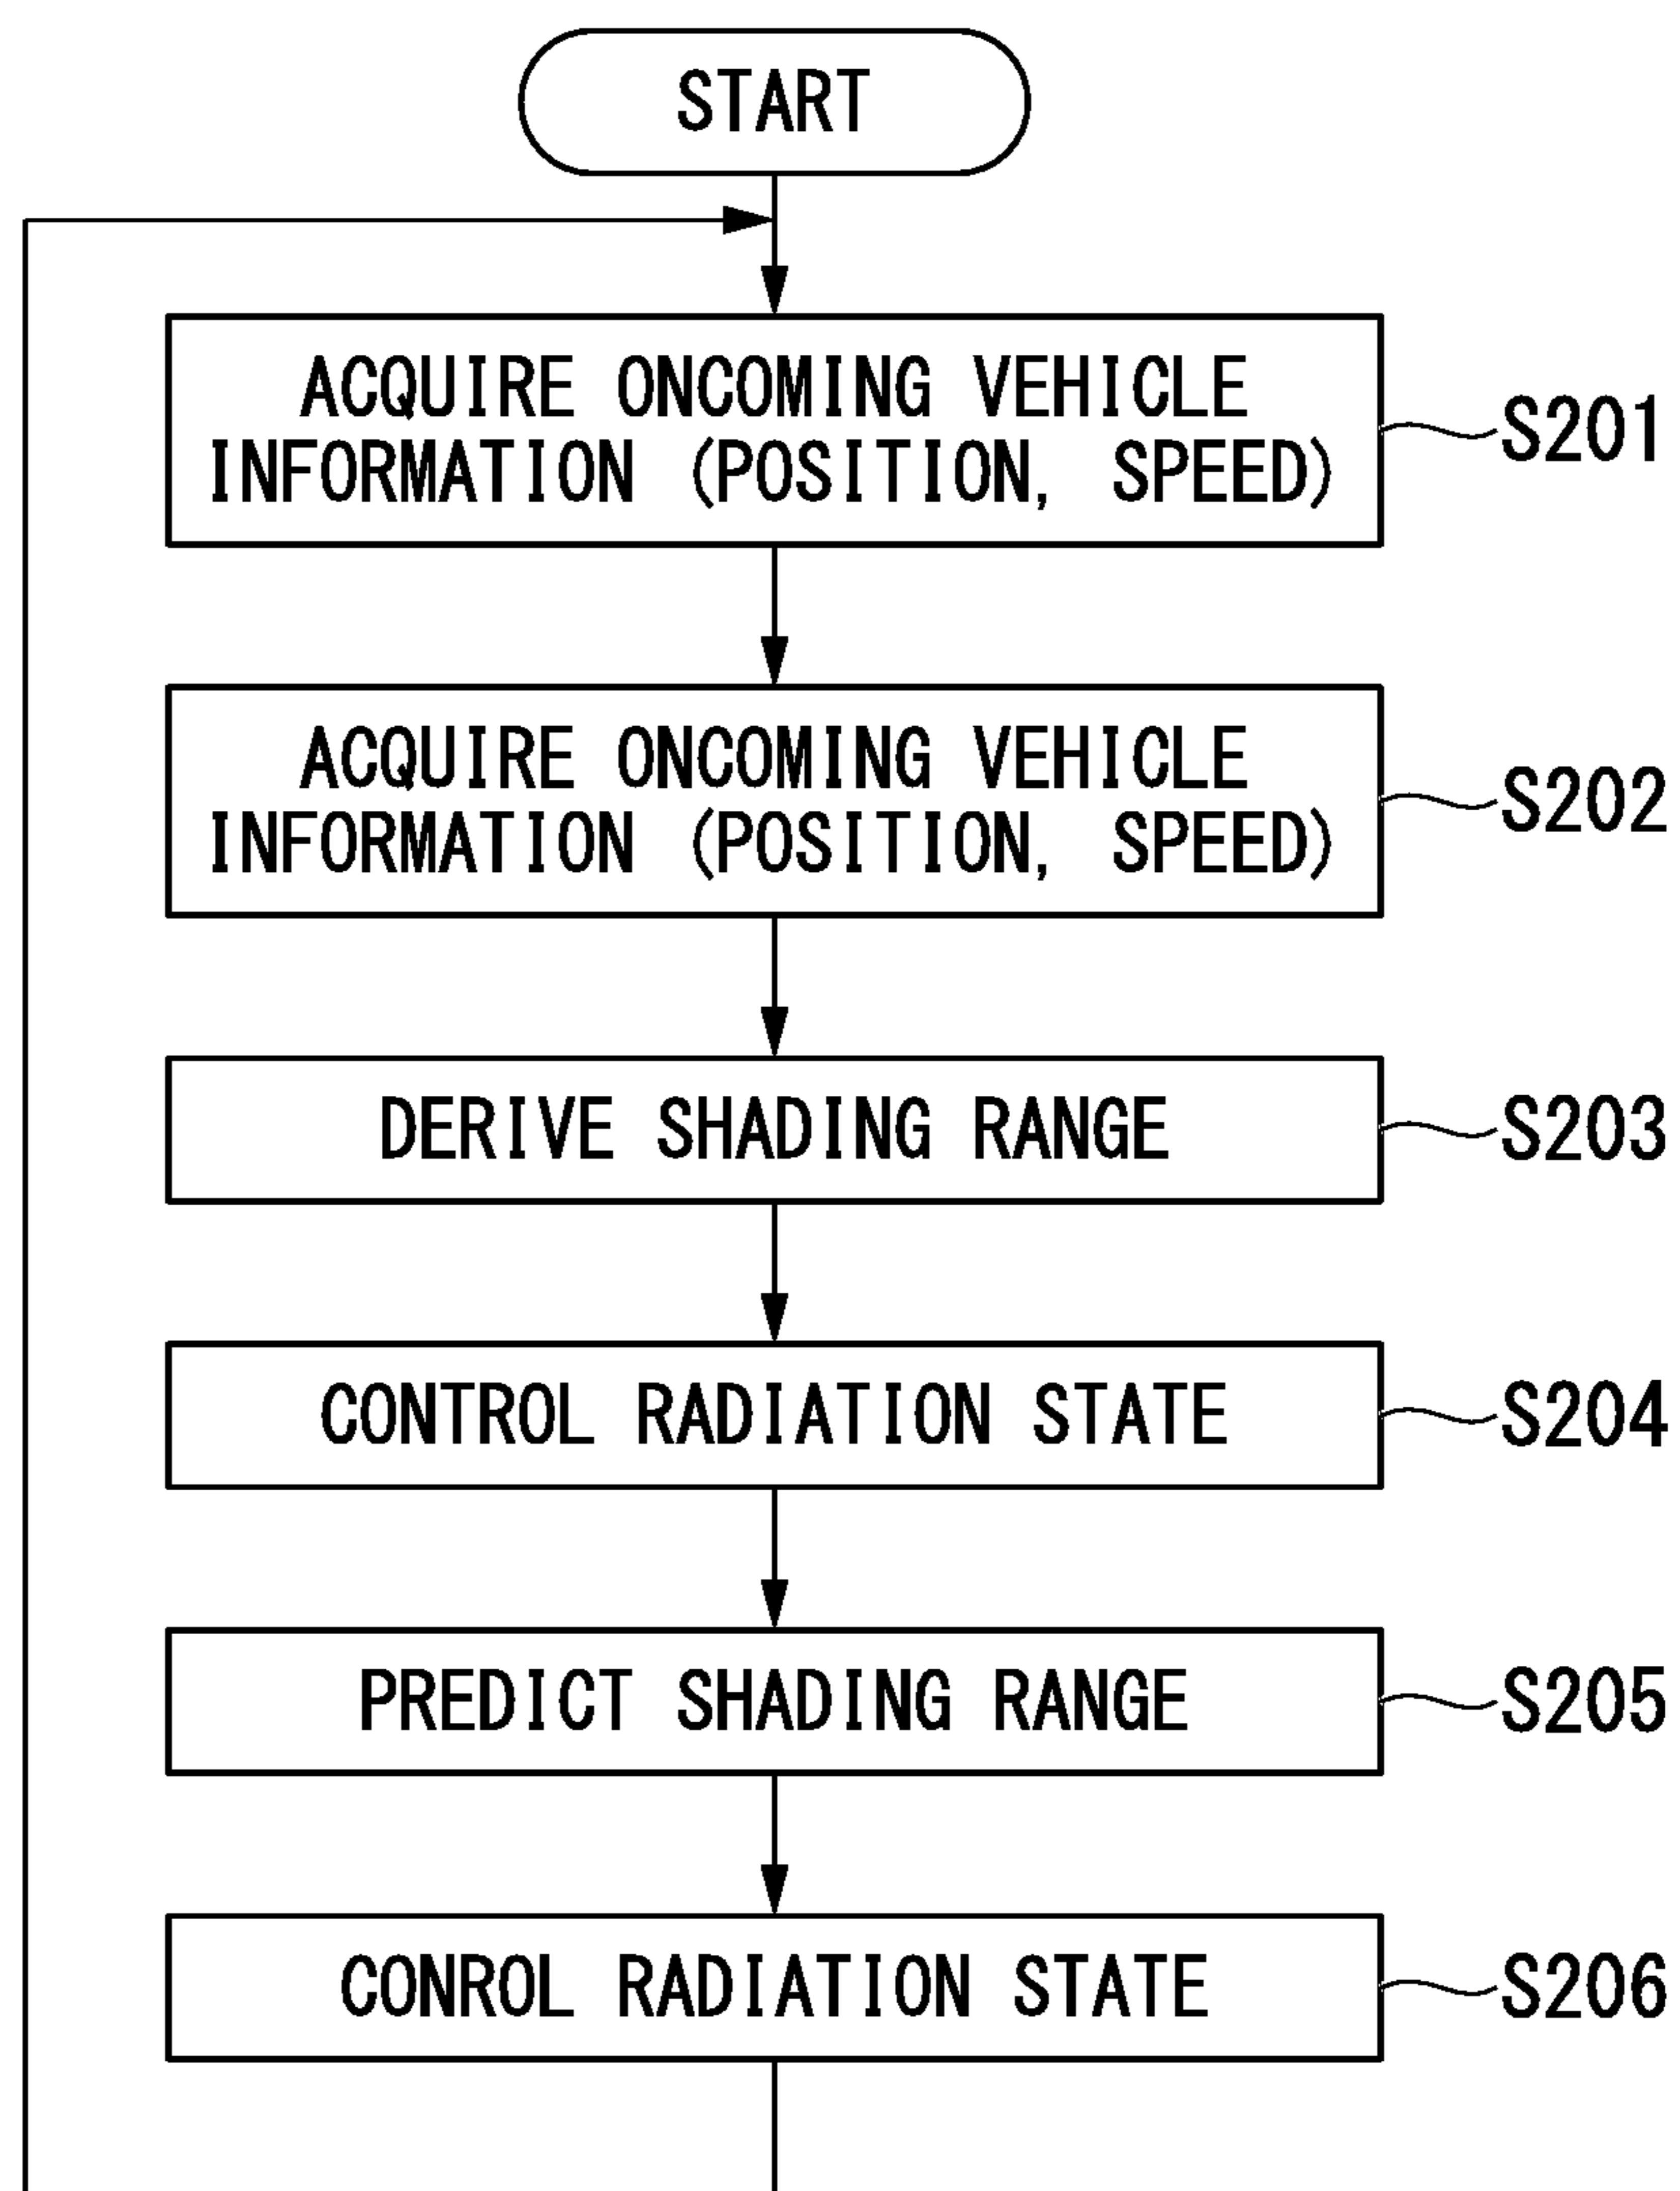 START
ACQUIRE ONCOMING VEHICLE
INFORMATION (POSITION, SPEED)
S201
ACQUIRE ONCOMING VEHICLE
INFORMATION (POSITION, SPEED)
S202
DERIVE SHADING RANGE
S203
CONTROL RADIATION STATE
S204
PREDICT SHADING RANGE
S205
CONROL RADIATION STATE
S206